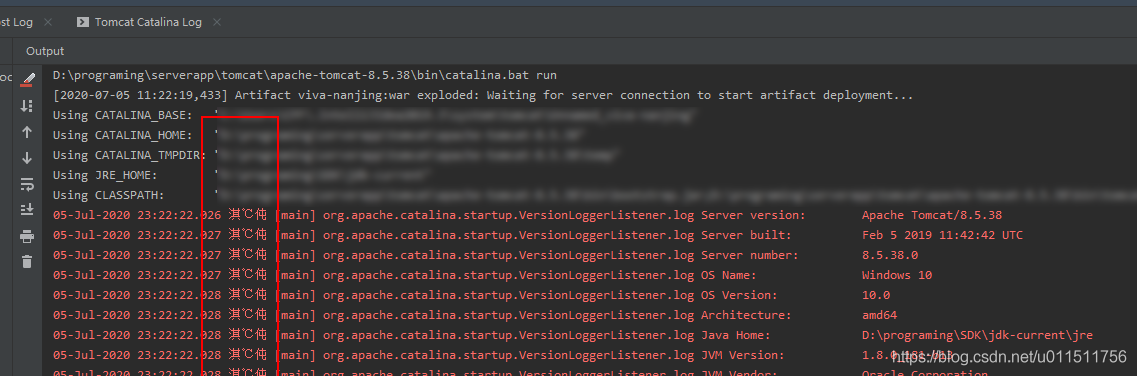 st Log
Tomcat Catalina Log
Output
D:\programing\serverapp\tomcat\apache-tomcat-8.5.38\bin\catalina.bat run
[2020-07-05 11:22:19,433] Artifact viva-nanjing:war exploded: Waiting for server connection to start artifact deployment...
Using CATALINA_BASE: "
Using CATALINA_HOME: "
Using CATALINA_TMPDIR: "
Using JRE_HOME: "
Using CLASSPATH: "
05-Jul-2020 23:22:22.026 淇℃伅 [main] org.apache.catalina.startup.VersionLoggerListener.log Server version: Apache Tomcat/8.5.38
05-Jul-2020 23:22:22.027 淇℃伅 [main] org.apache.catalina.startup.VersionLoggerListener.log Server built: Feb 5 2019 11:42:42 UTC
05-Jul-2020 23:22:22.027 淇℃伅 [main] org.apache.catalina.startup.VersionLoggerListener.log Server number: 8.5.38.0
05-Jul-2020 23:22:22.027 淇℃伅 [main] org.apache.catalina.startup.VersionLoggerListener.log OS Name: Windows 10
05-Jul-2020 23:22:22.028 淇℃伅 [main] org.apache.catalina.startup.VersionLoggerListener.log OS Version: 10.0
05-Jul-2020 23:22:22.028 淇℃伅 [main] org.apache.catalina.startup.VersionLoggerListener.log Architecture: amd64
05-Jul-2020 23:22:22.028 淇℃伅 [main] org.apache.catalina.startup.VersionLoggerListener.log Java Home: D:\programing\SDK\jdk-current\jre
05-Jul-2020 23:22:22.028 淇℃伅 [main] org.apache.catalina.startup.VersionLoggerListener.log JVM Version: 1.8.0
05-Jul-2020 23:22:22.028 淇℃伅 [main] org.apache.catalina.startup.VersionLoggerListener.log JVM Vendor: Oracle Corporation
https://blog.csdn.net/u011511756